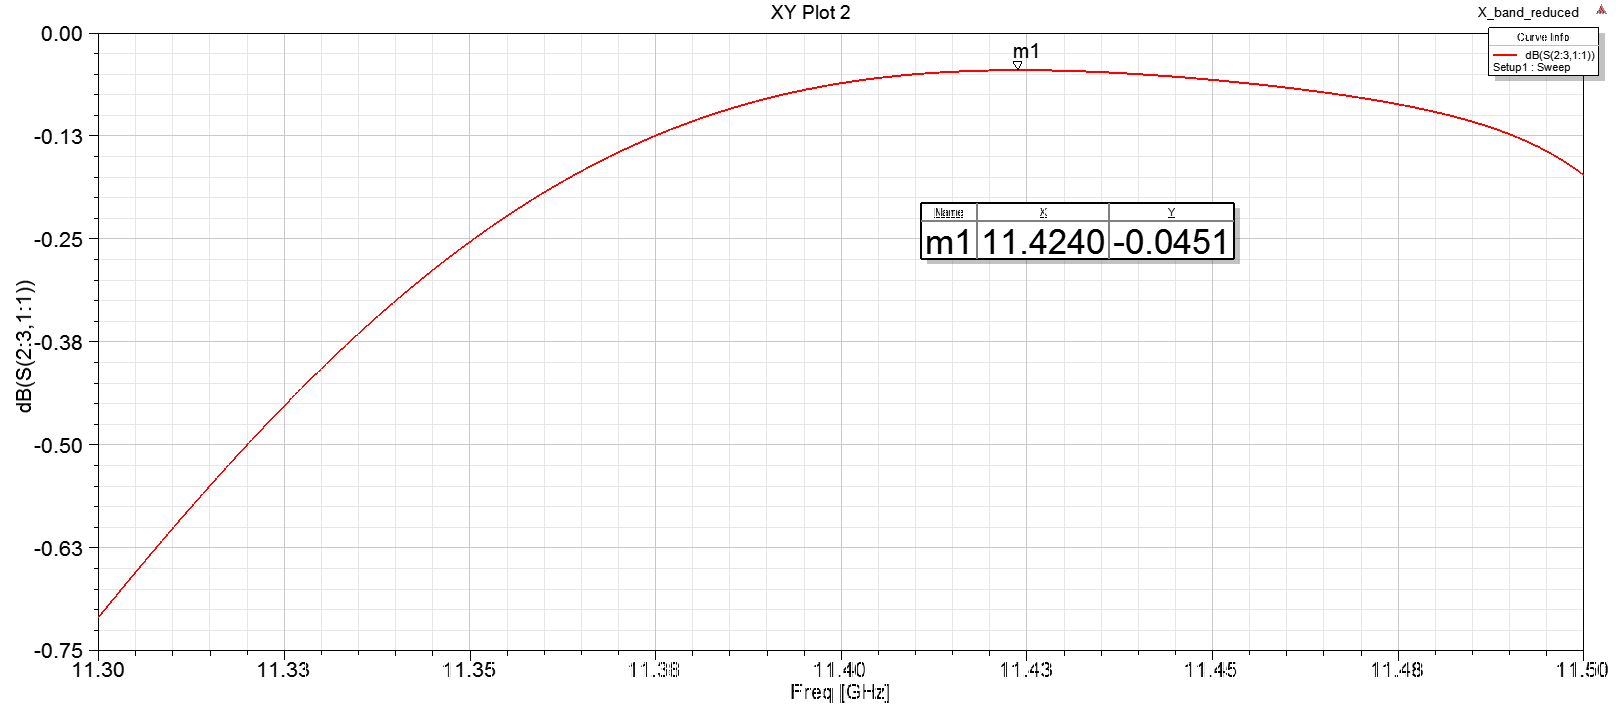 XY Plot 2
X_band_reduced
Curve Info
dB(S(2:3,1:1))
Setup1 : Sweep
m1
0.00
-0.13
-0.25
-0.38
-0.50
-0.63
-0.75
dB(S(2:3,1:1))
Name X Y
m1 11.4240 -0.0451
11.30 11.33 11.35 11.38 11.40 11.43 11.45 11.48 11.50
Freq [GHz]